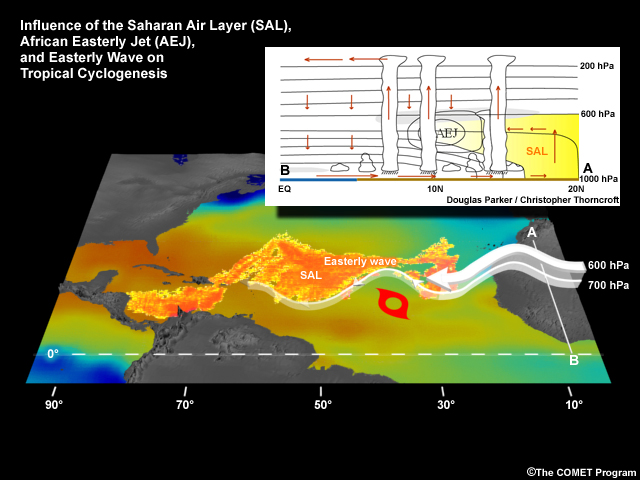 Influence of the Saharan Air Layer (SAL),
African Easterly Jet (AEJ),
and Easterly Wave on
Tropical Cyclogenesis
200 hPa
600 hPa
AEJ
SAL
B
A
1000 hPa
EQ
10N
20N
Douglas Parker / Christopher Thorncroft
A
Easterly wave
SAL
600 hPa
700 hPa
0°
B
90°
70°
50°
30°
10°
©The COMET Program